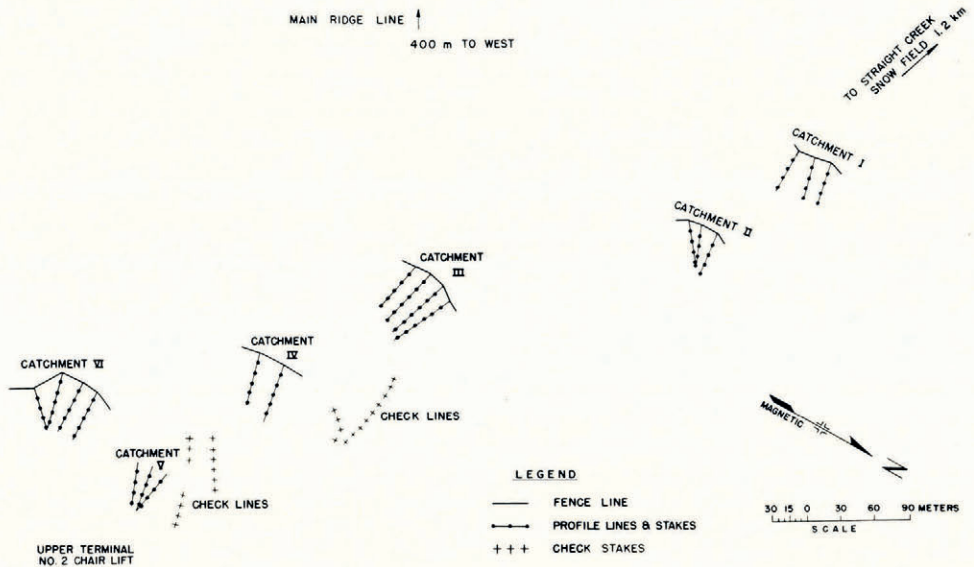 MAIN RIDGE LINE
400 m TO WEST
TO STRAIGHT CREEK
SNOW FIELD 1.2 km
CATCHMENT I
CATCHMENT II
CATCHMENT
III
CATCHMENT
IV
CATCHMENT VI
CHECK LINES
CATCHMENT
V
CHECK LINES
MAGNETIC
N
LEGEND
FENCE LINE
PROFILE LINES & STAKES
CHECK STAKES
30 15 0 30 60 90 METERS
SCALE
UPPER TERMINAL
NO. 2 CHAIR LIFT